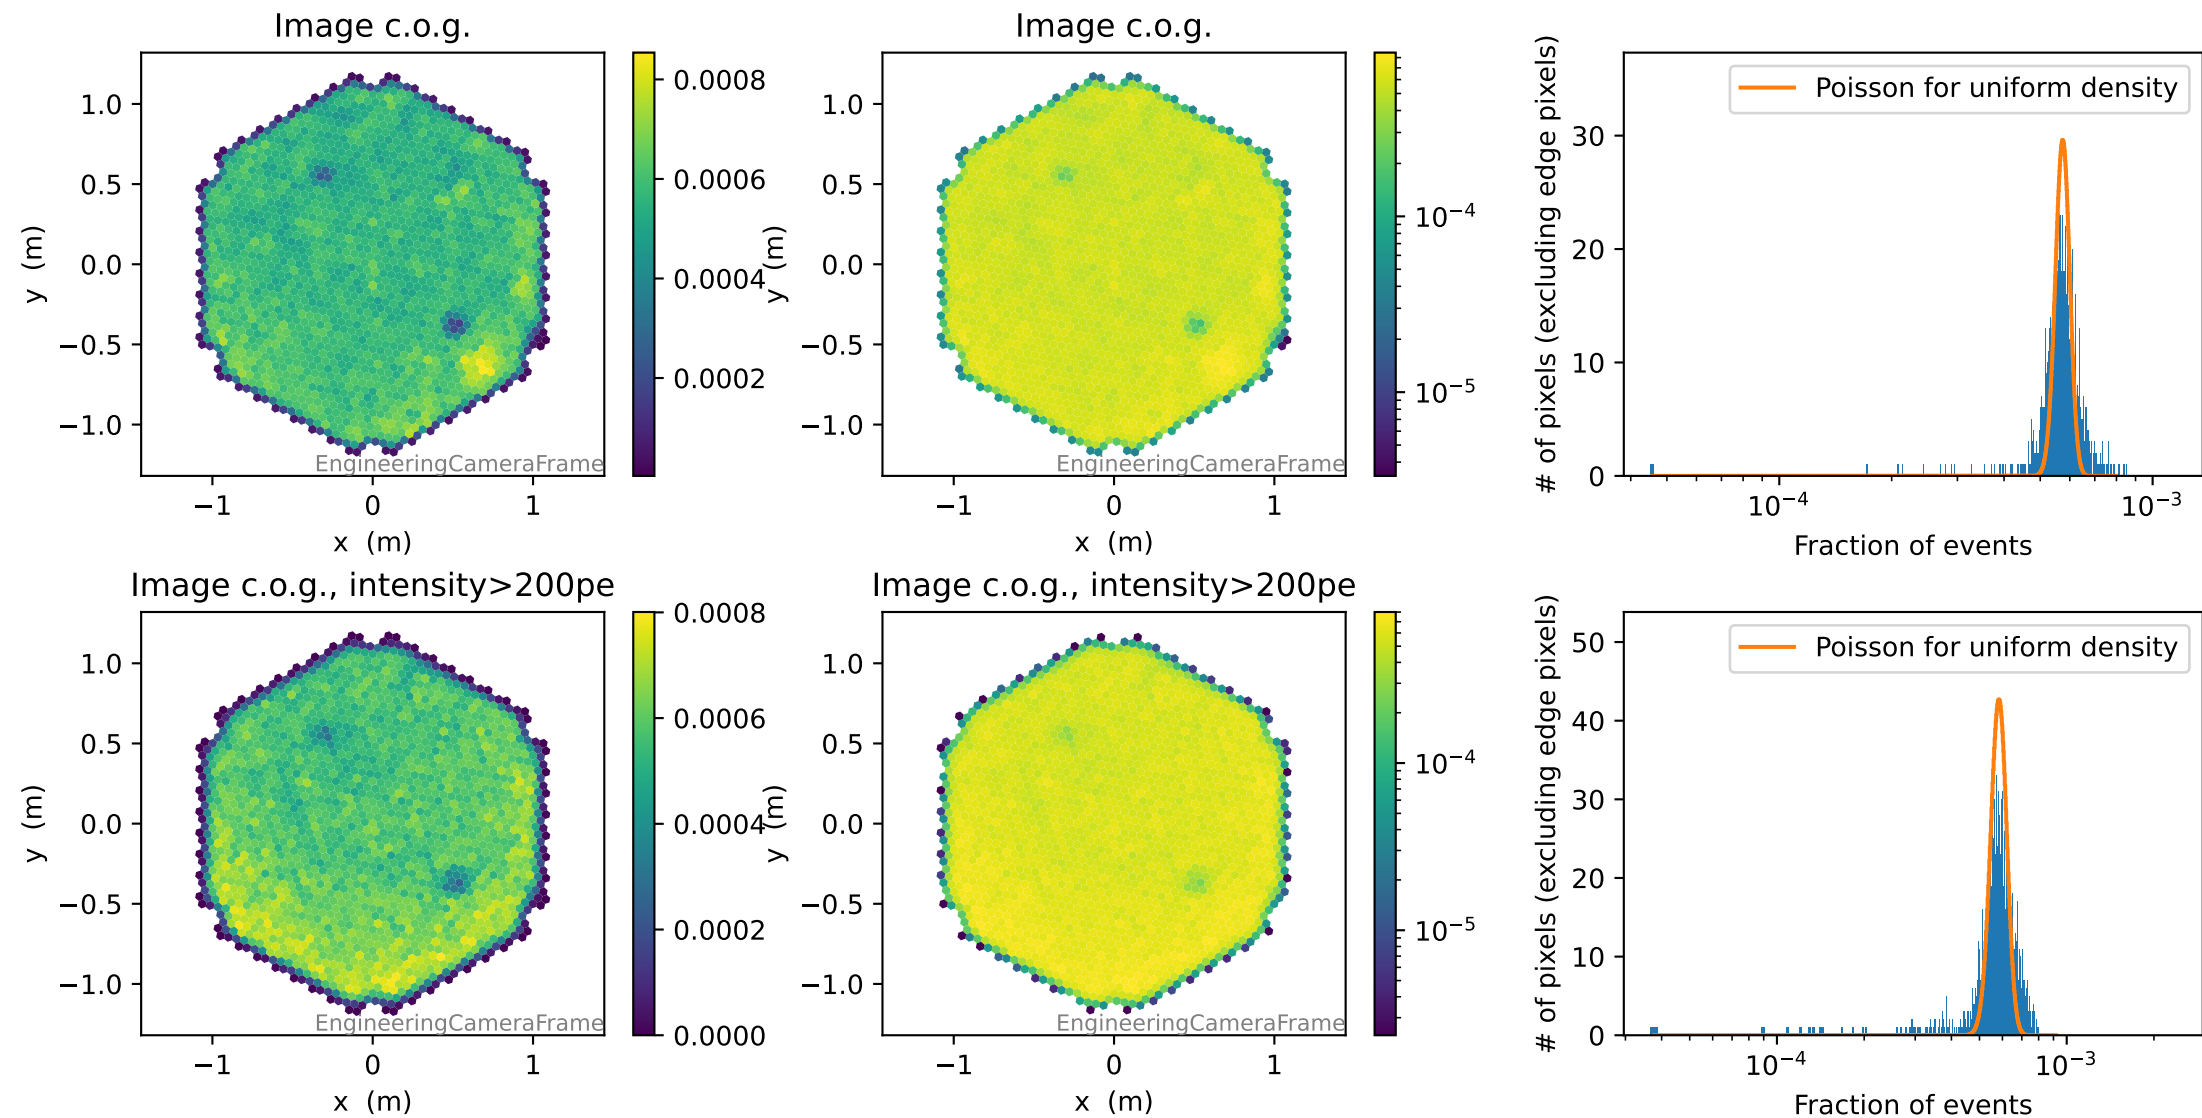 Image c.o.g.
1.0
0.5
0.0
−0.5
−1.0
y (m)
−1
0
1
x (m)
EngineeringCameraFrame
0.0008
0.0006
0.0004
0.0002
Image c.o.g.
1.0
0.5
0.0
−0.5
−1.0
y (m)
−1
0
1
x (m)
EngineeringCameraFrame
10⁻⁴
10⁻⁵
# of pixels (excluding edge pixels)
30
20
10
0
Poisson for uniform density
10⁻⁴
10⁻³
Fraction of events
Image c.o.g., intensity>200pe
1.0
0.5
0.0
−0.5
−1.0
y (m)
−1
0
1
x (m)
EngineeringCameraFrame
0.0008
0.0006
0.0004
0.0002
0.0000
Image c.o.g., intensity>200pe
1.0
0.5
0.0
−0.5
−1.0
y (m)
−1
0
1
x (m)
EngineeringCameraFrame
10⁻⁴
10⁻⁵
# of pixels (excluding edge pixels)
50
40
30
20
10
0
Poisson for uniform density
10⁻⁴
10⁻³
Fraction of events